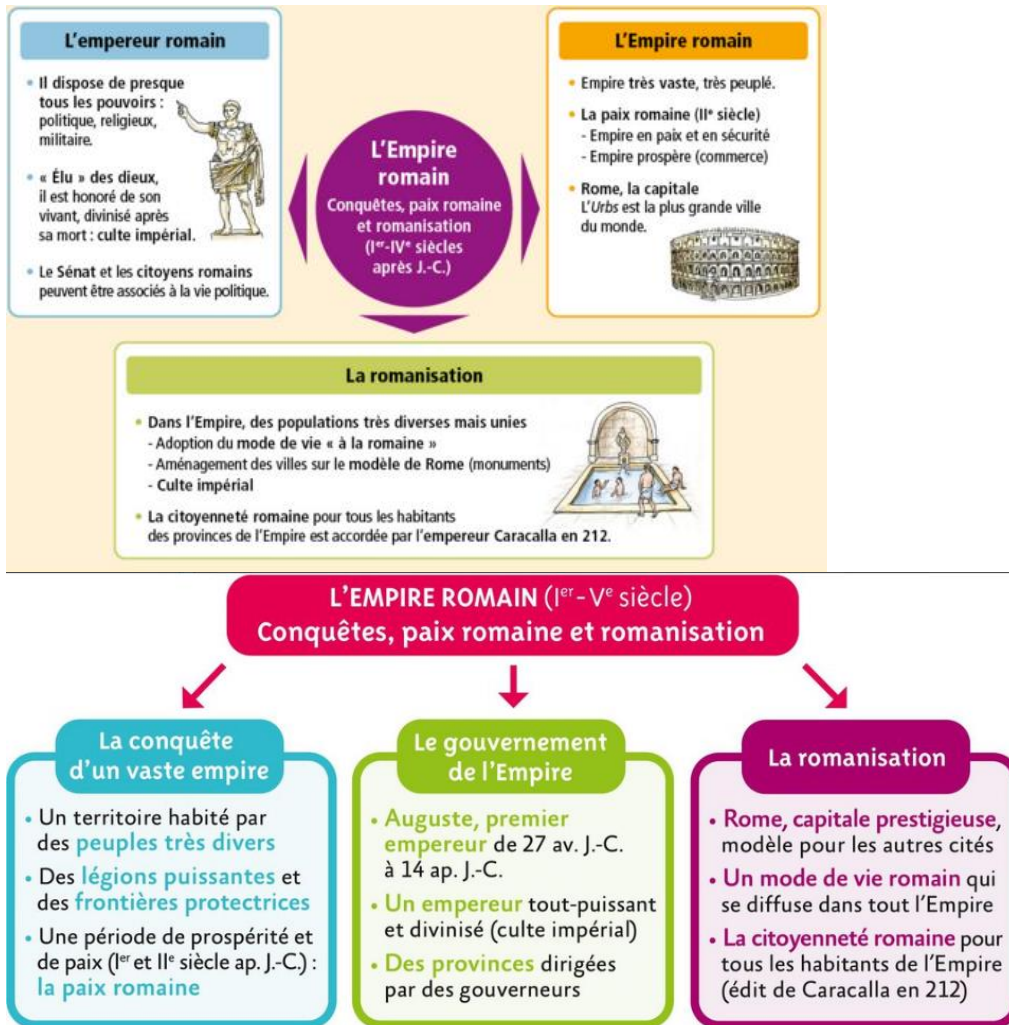 L'empereur romain
• Il dispose de presque
tous les pouvoirs :
politique, religieux,
militaire.
• « Élu » des dieux,
il est honoré de son
vivant, divinisé après
sa mort : culte impérial.
• Le Sénat et les citoyens romains
peuvent être associés à la vie politique.
L'Empire
romain
Conquêtes, paix romaine
et romanisation
(Ier-IVe siècles
après J.-C.)
L'Empire romain
• Empire très vaste, très peuplé.
• La paix romaine (IIe siècle)
- Empire en paix et en sécurité
- Empire prospère (commerce)
• Rome, la capitale
L'Urbs est la plus grande ville
du monde.
La romanisation
• Dans l'Empire, des populations très diverses mais unies
- Adoption du mode de vie « à la romaine »
- Aménagement des villes sur le modèle de Rome (monuments)
- Culte impérial
• La citoyenneté romaine pour tous les habitants
des provinces de l'Empire est accordée par l'empereur Caracalla en 212.
L'EMPIRE ROMAIN (Ier-Ve siècle)
Conquêtes, paix romaine et romanisation
La conquête
d'un vaste empire
• Un territoire habité par
des peuples très divers
• Des légions puissantes et
des frontières protectrices
• Une période de prospérité et
de paix (Ier et IIe siècle ap. J.-C.) :
la paix romaine
Le gouvernement
de l'Empire
• Auguste, premier
empereur de 27 av. J.-C.
à 14 ap. J.-C.
• Un empereur tout-puissant
et divinisé (culte impérial)
• Des provinces dirigées
par des gouverneurs
La romanisation
• Rome, capitale prestigieuse,
modèle pour les autres cités
• Un mode de vie romain qui
se diffuse dans tout l'Empire
• La citoyenneté romaine pour
tous les habitants de l'Empire
(édit de Caracalla en 212)